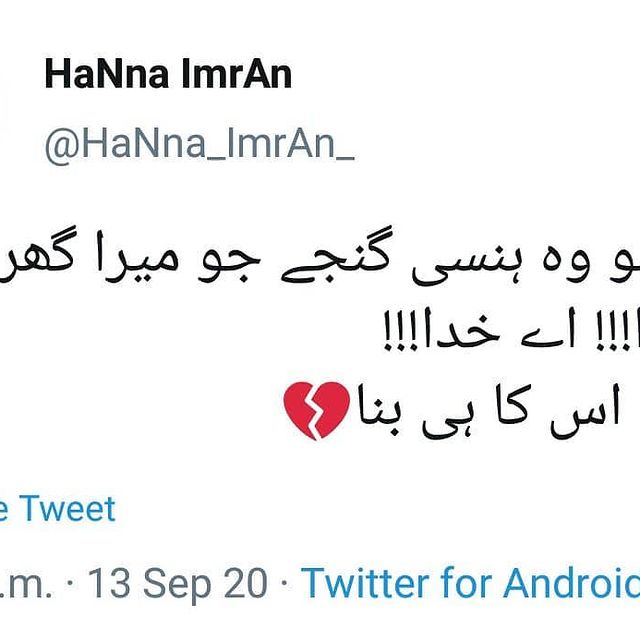 HaNna ImrAn
@HaNna_ImrAn_
وہ ہنسی گنجے جو میرا گھر
!!! اے خدا!!!
اس کا ہی بنا💔
Tweet
.m. · 13 Sep 20 · Twitter for Android